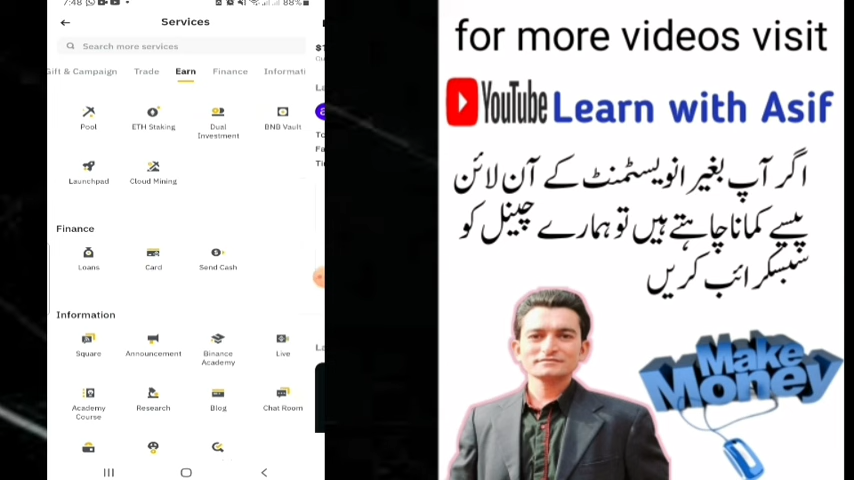 7:48
88%
Services
Search more services
Gift & Campaign
Trade
Earn
Finance
Informati
Pool
ETH Staking
Dual
Investment
BNB Vault
Launchpad
Cloud Mining
Finance
Loans
Card
Send Cash
Information
Square
Announcement
Binance
Academy
Live
Academy
Course
Research
Blog
Chat Room
for more videos visit
YouTube Learn with Asif
اگر آپ بغیر انویسٹمنٹ کے آن لائن
پیسے کمانا چاہتے ہیں تو ہمارے چینل کو
سبسکرائب کریں
Make
Money